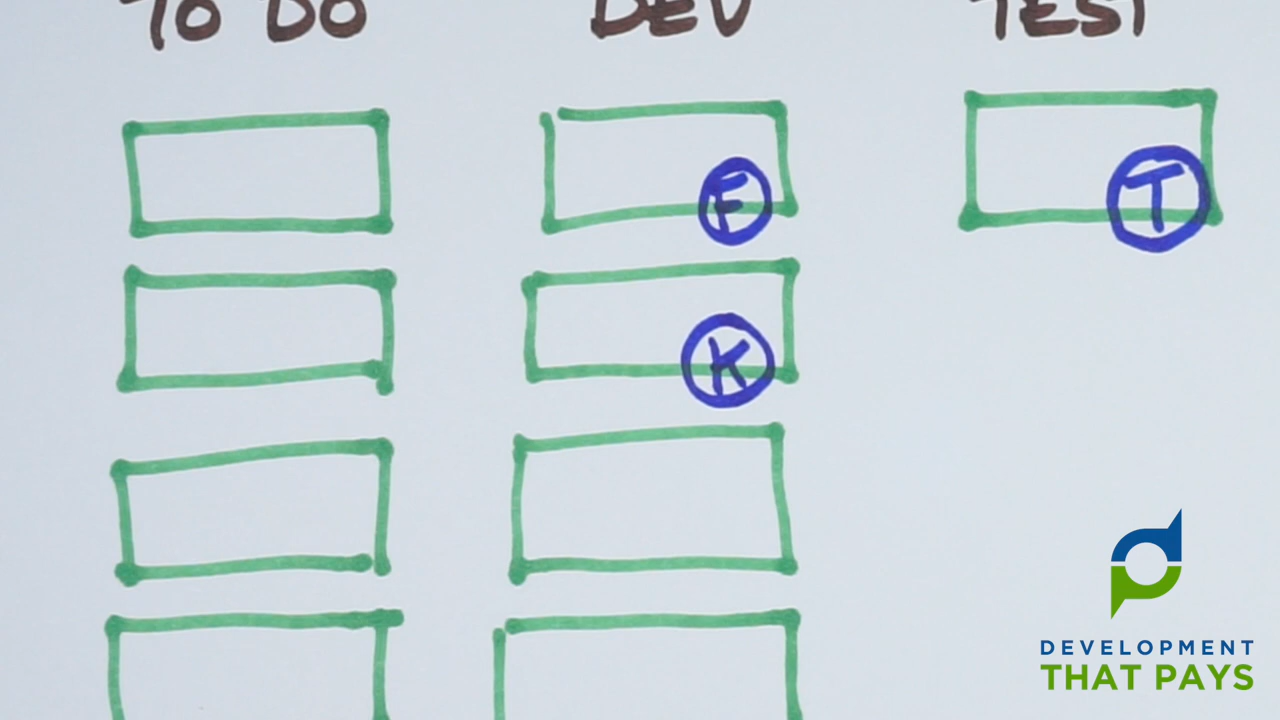 TO DO
DEV
TEST
F
T
K
DEVELOPMENT
THAT PAYS